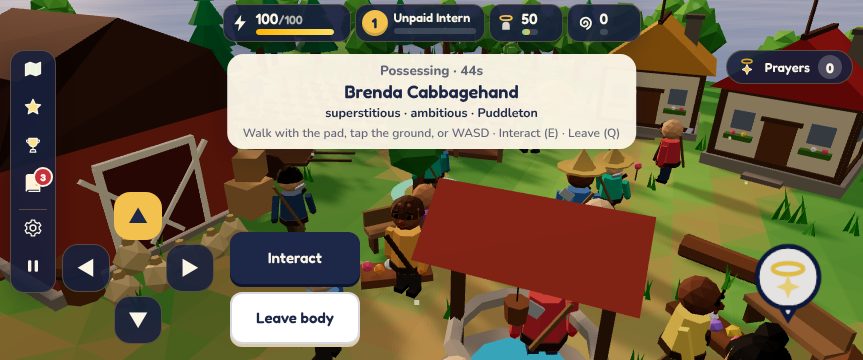 100/100
1
Unpaid Intern
50
0
Possessing · 44s
Brenda Cabbagehand
superstitious · ambitious · Puddleton
Walk with the pad, tap the ground, or WASD · Interact (E) · Leave (Q)
Prayers 0
3
Interact
Leave body